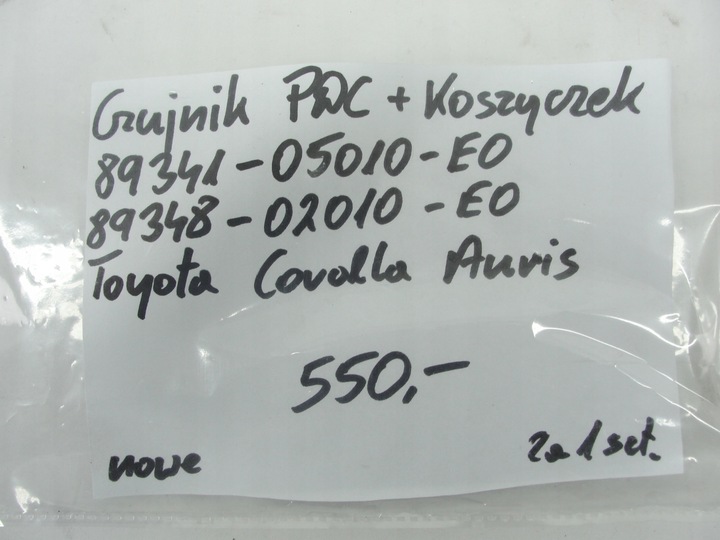 Czujnik PDC + Koszyczek
89341-05010-E0
89348-02010-E0
Toyota Corolla Auris
550,-
nowe
za 1 szt.